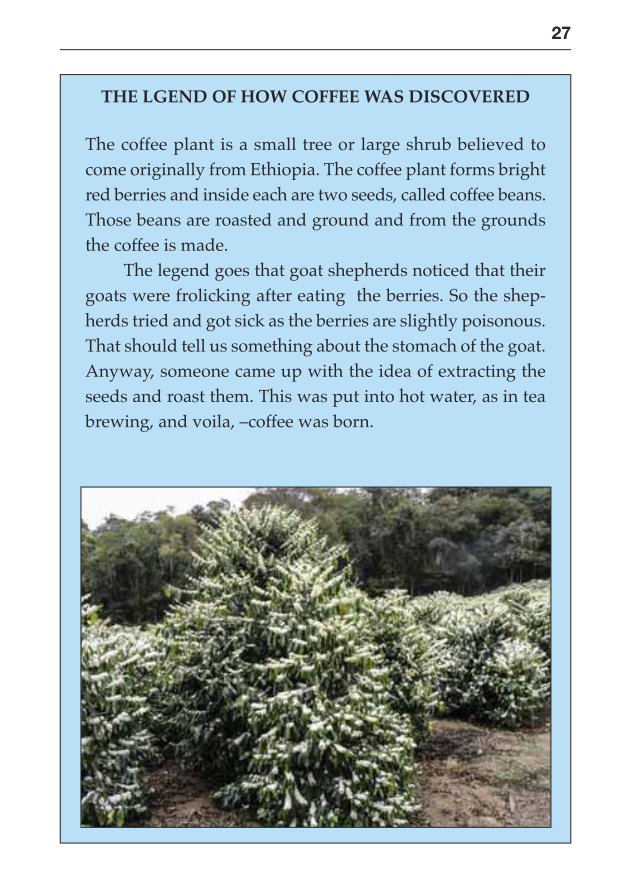 27
THE LGEND OF HOW COFFEE WAS DISCOVERED
The coffee plant is a small tree or large shrub believed to
come originally from Ethiopia. The coffee plant forms bright
red berries and inside each are two seeds, called coffee beans.
Those beans are roasted and ground and from the grounds
the coffee is made.
The legend goes that goat shepherds noticed that their
goats were frolicking after eating  the berries. So the shep-
herds tried and got sick as the berries are slightly poisonous.
That should tell us something about the stomach of the goat.
Anyway, someone came up with the idea of extracting the
seeds and roast them. This was put into hot water, as in tea
brewing, and voila, –coffee was born.